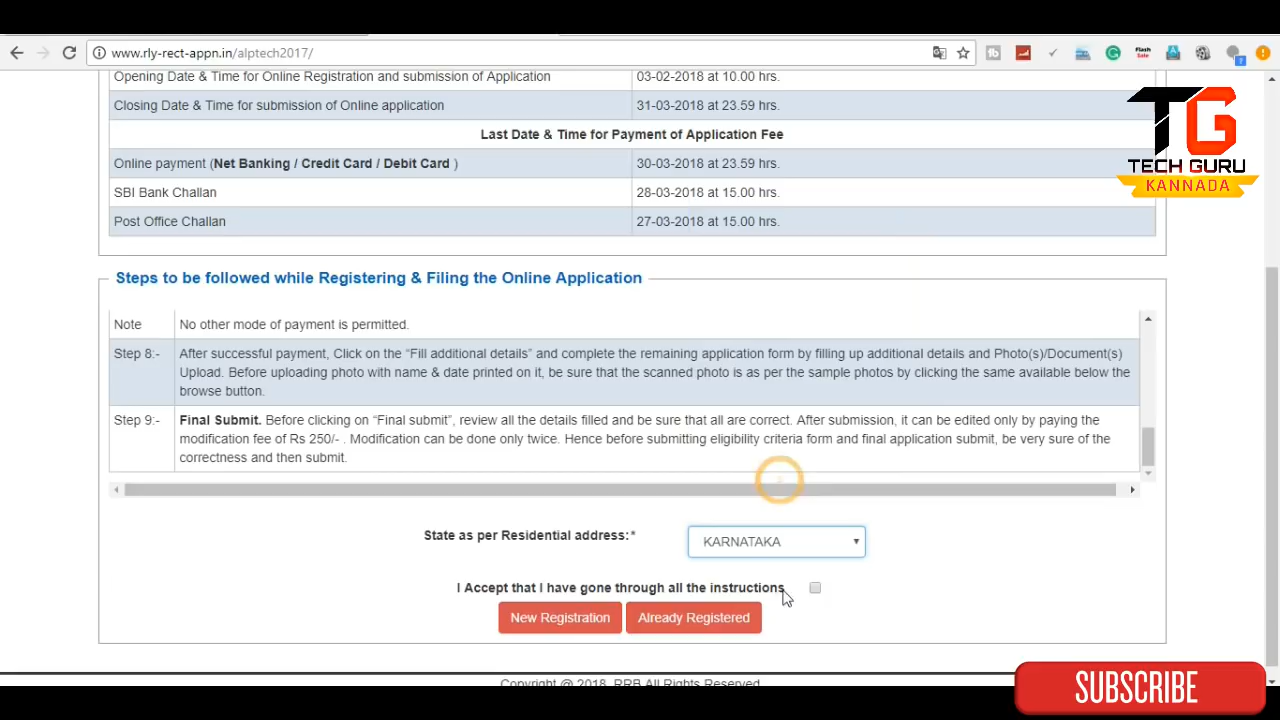 www.rly-rect-appn.in/alptech2017/
Opening Date & Time for Online Registration and submission of Application 03-02-2018 at 10.00 hrs.
Closing Date & Time for submission of Online application 31-03-2018 at 23.59 hrs.
Last Date & Time for Payment of Application Fee
Online payment (Net Banking / Credit Card / Debit Card ) 30-03-2018 at 23.59 hrs.
SBI Bank Challan 28-03-2018 at 15.00 hrs.
Post Office Challan 27-03-2018 at 15.00 hrs.
TG
TECH GURU
KANNADA
Steps to be followed while Registering & Filing the Online Application
Note No other mode of payment is permitted.
Step 8:- After successful payment, Click on the “Fill additional details” and complete the remaining application form by filling up additional details and Photo(s)/Document(s)
Upload. Before uploading photo with name & date printed on it, be sure that the scanned photo is as per the sample photos by clicking the same available below the
browse button.
Step 9:- Final Submit. Before clicking on “Final submit”, review all the details filled and be sure that all are correct. After submission, it can be edited only by paying the
modification fee of Rs 250/- . Modification can be done only twice. Hence before submitting eligibility criteria form and final application submit, be very sure of the
correctness and then submit.
State as per Residential address:* KARNATAKA
I Accept that I have gone through all the instructions
New Registration Already Registered
Copyright @ 2018, RRB All Rights Reserved
SUBSCRIBE